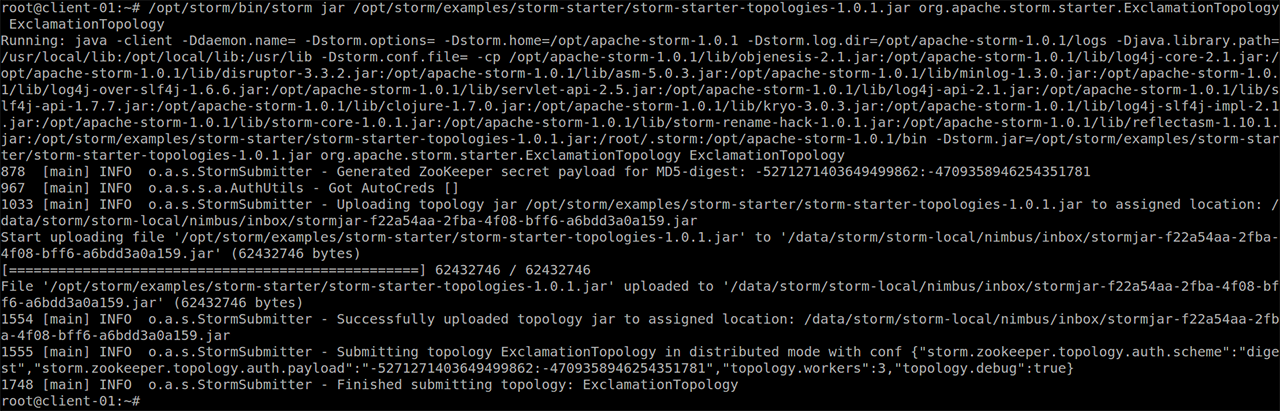 root@client-01:~# /opt/storm/bin/storm jar /opt/storm/examples/storm-starter/storm-starter-topologies-1.0.1.jar org.apache.storm.starter.ExclamationTopology
 ExclamationTopology
Running: java -client -Ddaemon.name= -Dstorm.options= -Dstorm.home=/opt/apache-storm-1.0.1 -Dstorm.log.dir=/opt/apache-storm-1.0.1/logs -Djava.library.path=
/usr/local/lib:/opt/local/lib:/usr/lib -Dstorm.conf.file= -cp /opt/apache-storm-1.0.1/lib/objenesis-2.1.jar:/opt/apache-storm-1.0.1/lib/log4j-core-2.1.jar:/
opt/apache-storm-1.0.1/lib/disruptor-3.3.2.jar:/opt/apache-storm-1.0.1/lib/asm-5.0.3.jar:/opt/apache-storm-1.0.1/lib/minlog-1.3.0.jar:/opt/apache-storm-1.0.
1/lib/log4j-over-slf4j-1.6.6.jar:/opt/apache-storm-1.0.1/lib/servlet-api-2.5.jar:/opt/apache-storm-1.0.1/lib/log4j-api-2.1.jar:/opt/apache-storm-1.0.1/lib/s
lf4j-api-1.7.7.jar:/opt/apache-storm-1.0.1/lib/clojure-1.7.0.jar:/opt/apache-storm-1.0.1/lib/kryo-3.0.3.jar:/opt/apache-storm-1.0.1/lib/log4j-slf4j-impl-2.1
.jar:/opt/apache-storm-1.0.1/lib/storm-core-1.0.1.jar:/opt/apache-storm-1.0.1/lib/storm-rename-hack-1.0.1.jar:/opt/apache-storm-1.0.1/lib/reflectasm-1.10.1.
jar:/opt/storm/examples/storm-starter/storm-starter-topologies-1.0.1.jar:/root/.storm:/opt/apache-storm-1.0.1/bin -Dstorm.jar=/opt/storm/examples/storm-star
ter/storm-starter-topologies-1.0.1.jar org.apache.storm.starter.ExclamationTopology ExclamationTopology
878  [main] INFO  o.a.s.StormSubmitter - Generated ZooKeeper secret payload for MD5-digest: -5271271403649499862:-4709358946254351781
967  [main] INFO  o.a.s.s.a.AuthUtils - Got AutoCreds []
1033 [main] INFO  o.a.s.StormSubmitter - Uploading topology jar /opt/storm/examples/storm-starter/storm-starter-topologies-1.0.1.jar to assigned location: /
data/storm/storm-local/nimbus/inbox/stormjar-f22a54aa-2fba-4f08-bff6-a6bdd3a0a159.jar
Start uploading file '/opt/storm/examples/storm-starter/storm-starter-topologies-1.0.1.jar' to '/data/storm/storm-local/nimbus/inbox/stormjar-f22a54aa-2fba-
4f08-bff6-a6bdd3a0a159.jar' (62432746 bytes)
[==================================================] 62432746 / 62432746
File '/opt/storm/examples/storm-starter/storm-starter-topologies-1.0.1.jar' uploaded to '/data/storm/storm-local/nimbus/inbox/stormjar-f22a54aa-2fba-4f08-bf
f6-a6bdd3a0a159.jar' (62432746 bytes)
1554 [main] INFO  o.a.s.StormSubmitter - Successfully uploaded topology jar to assigned location: /data/storm/storm-local/nimbus/inbox/stormjar-f22a54aa-2fb
a-4f08-bff6-a6bdd3a0a159.jar
1555 [main] INFO  o.a.s.StormSubmitter - Submitting topology ExclamationTopology in distributed mode with conf {"storm.zookeeper.topology.auth.scheme":"dige
st","storm.zookeeper.topology.auth.payload":"-5271271403649499862:-4709358946254351781","topology.workers":3,"topology.debug":true}
1748 [main] INFO  o.a.s.StormSubmitter - Finished submitting topology: ExclamationTopology
root@client-01:~#